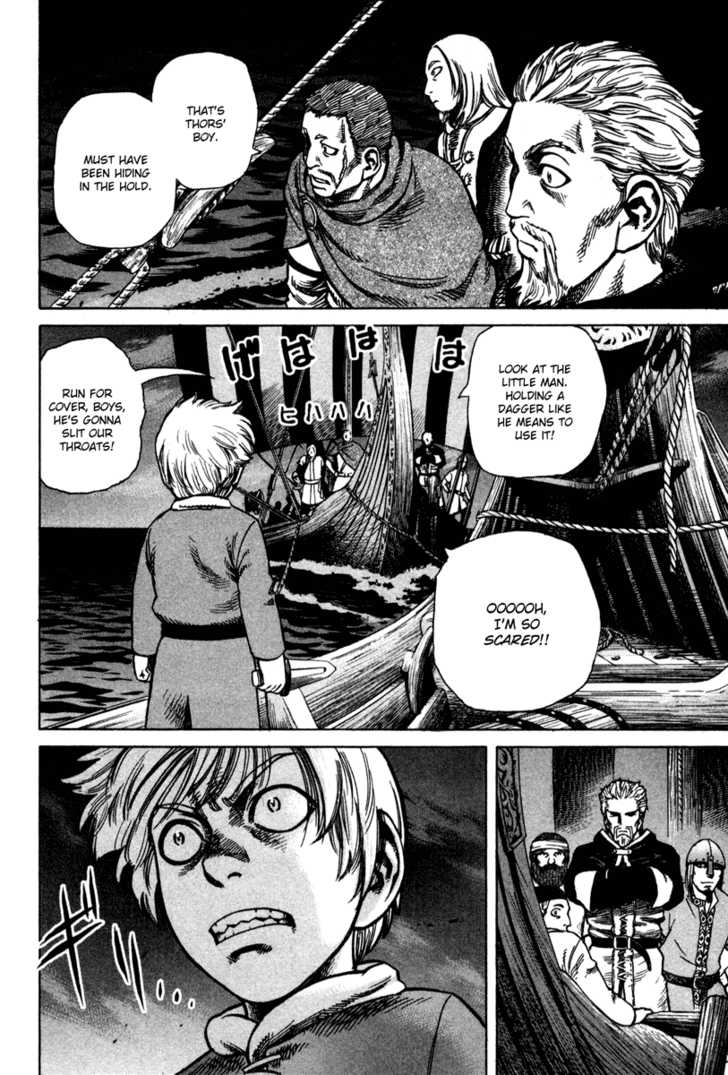 THAT'S
THORS'
BOY.
MUST HAVE
BEEN HIDING
IN THE HOLD.
LOOK AT THE
LITTLE MAN.
HOLDING A
DAGGER LIKE
HE MEANS TO
USE IT!
げははは
ヒハハハ
RUN FOR
COVER, BOYS,
HE'S GONNA
SLIT OUR
THROATS!
OOOOOH,
I'M SO
SCARED!!
ギリ...